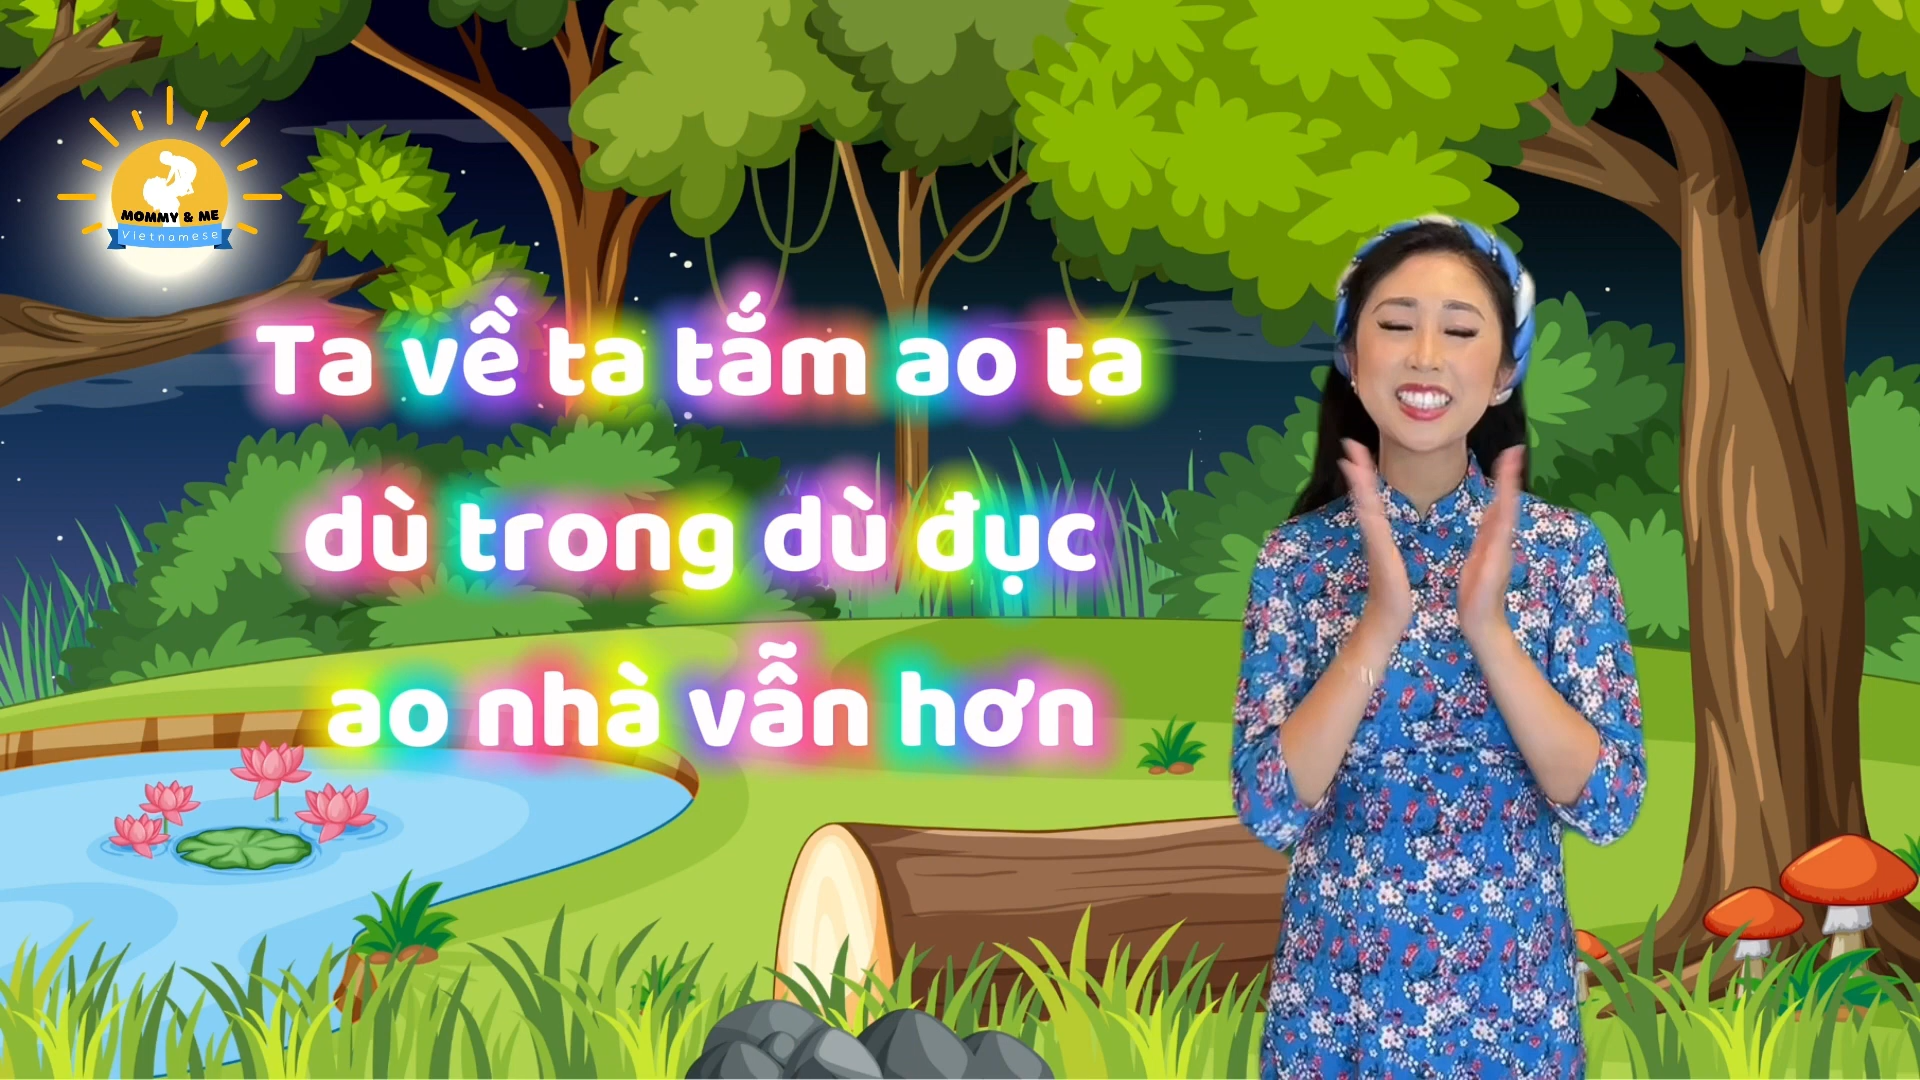 MOMMY & ME
Vietnamese
Ta về ta tắm ao ta
dù trong dù đục
ao nhà vẫn hơn